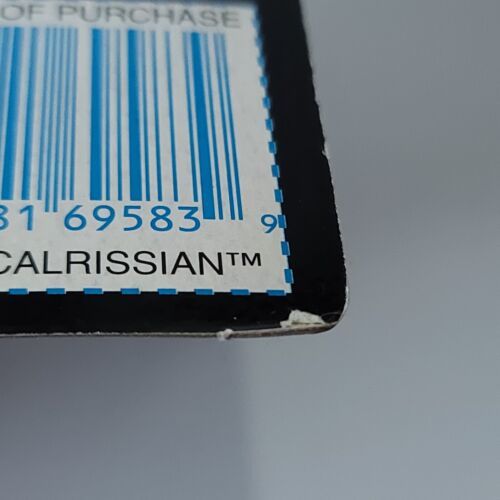 OF PURCHASE
81 69583 9
CALRISSIAN™